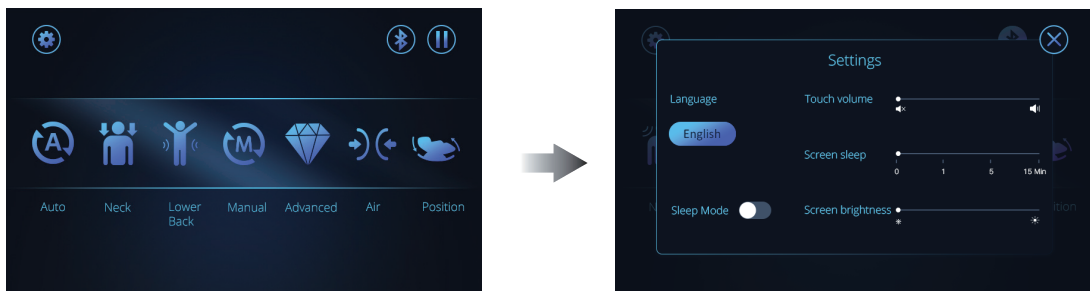 A
M
Auto
Neck
Lower
Back
Manual
Advanced
Air
Position
Settings
Language
Touch volume
English
Screen sleep
0
1
5
15 Min
Sleep Mode
Screen brightness
N
ition